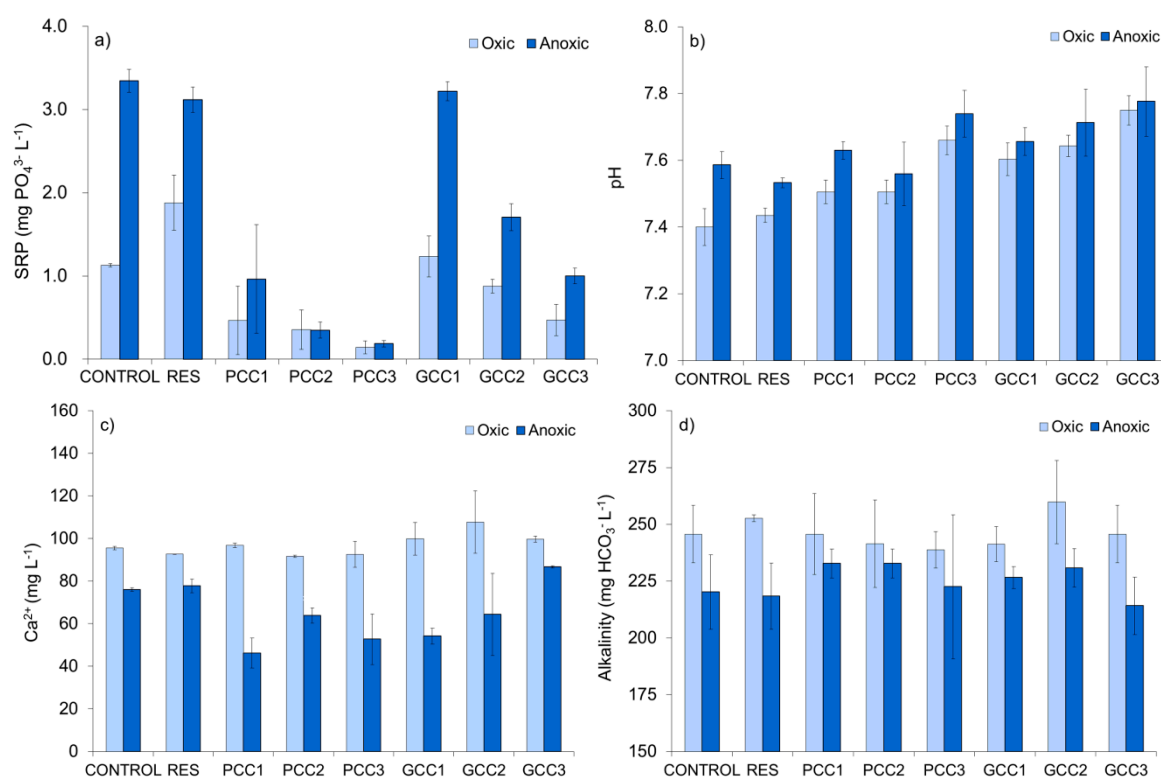 a)
Oxic Anoxic
SRP (mg PO₄³⁻ L⁻¹)
4.0
3.0
2.0
1.0
0.0
CONTROL RES PCC1 PCC2 PCC3 GCC1 GCC2 GCC3
b)
Oxic Anoxic
pH
8.0
7.8
7.6
7.4
7.2
7.0
CONTROL RES PCC1 PCC2 PCC3 GCC1 GCC2 GCC3
c)
Oxic Anoxic
Ca²⁺ (mg L⁻¹)
160
140
120
100
80
60
40
20
0
CONTROL RES PCC1 PCC2 PCC3 GCC1 GCC2 GCC3
d)
Oxic Anoxic
Alkalinity (mg HCO₃⁻ L⁻¹)
300
275
250
225
200
175
150
CONTROL RES PCC1 PCC2 PCC3 GCC1 GCC2 GCC3